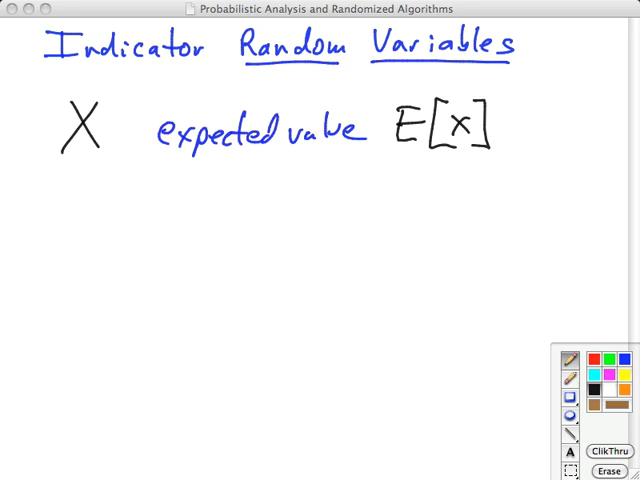 Probabilistic Analysis and Randomized Algorithms
Indicator Random Variables
X expected value E[x]
A
ClikThru
Erase